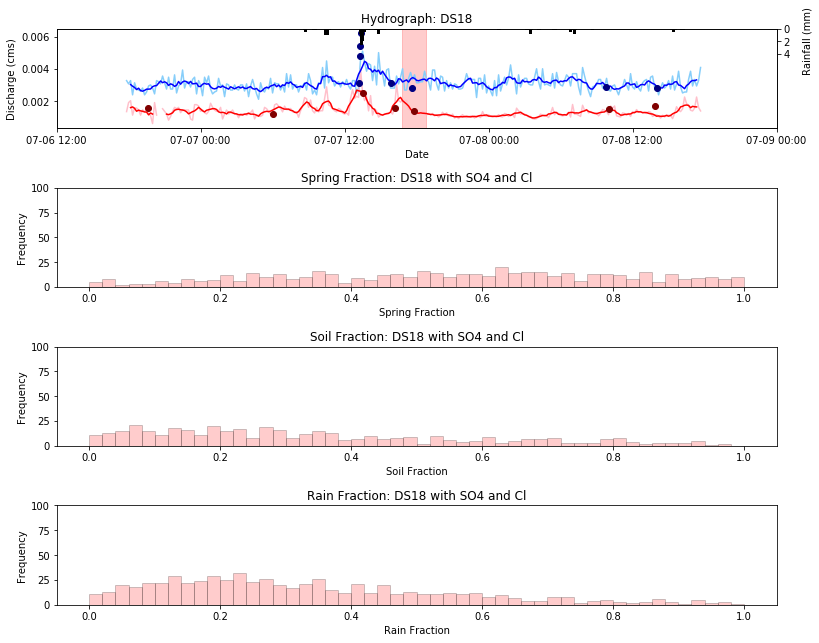 Hydrograph: DS18
Discharge (cms)
0.006
0.004
0.002
0
2
4
Rainfall (mm)
07-06 12:00 07-07 00:00 07-07 12:00 07-08 00:00 07-08 12:00 07-09 00:00
Date
Spring Fraction: DS18 with SO4 and Cl
Frequency
100
75
50
25
0
0.0 0.2 0.4 0.6 0.8 1.0
Spring Fraction
Soil Fraction: DS18 with SO4 and Cl
Frequency
100
75
50
25
0
0.0 0.2 0.4 0.6 0.8 1.0
Soil Fraction
Rain Fraction: DS18 with SO4 and Cl
Frequency
100
75
50
25
0
0.0 0.2 0.4 0.6 0.8 1.0
Rain Fraction